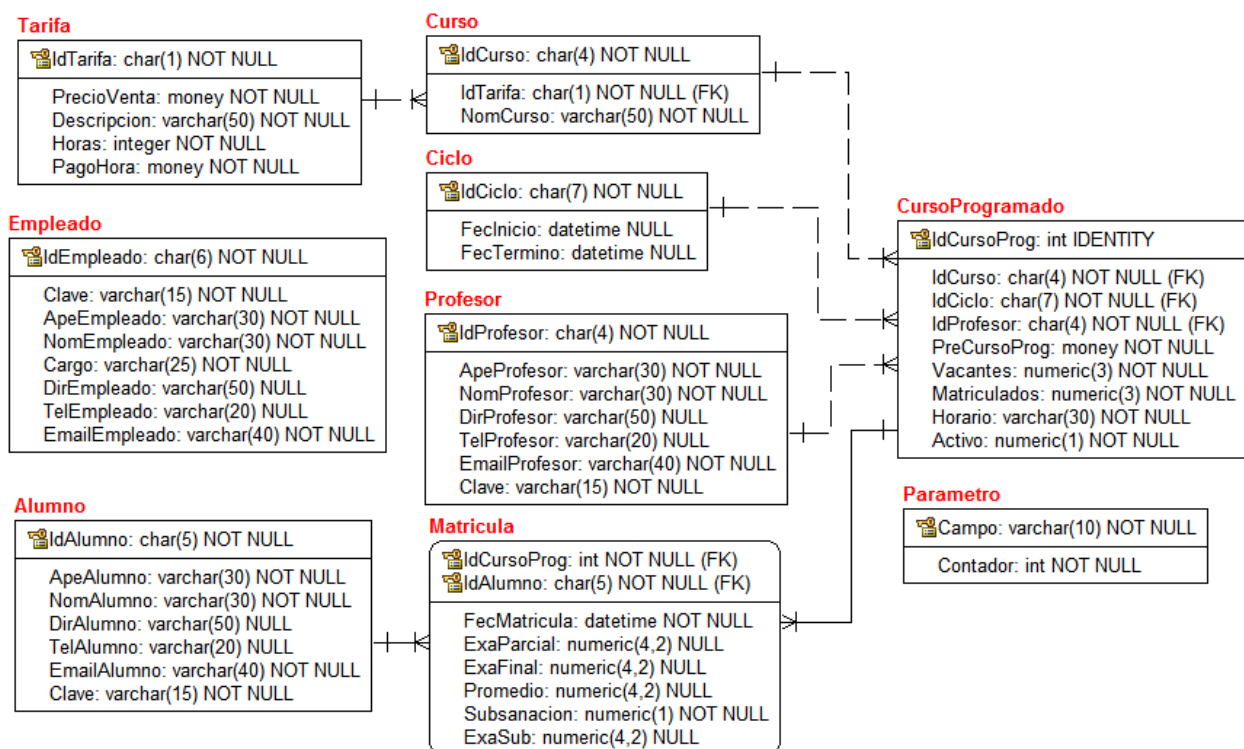 Tarifa
IdTarifa: char(1) NOT NULL
PrecioVenta: money NOT NULL
Descripcion: varchar(50) NOT NULL
Horas: integer NOT NULL
PagoHora: money NOT NULL
Curso
IdCurso: char(4) NOT NULL
IdTarifa: char(1) NOT NULL (FK)
NomCurso: varchar(50) NOT NULL
Ciclo
IdCiclo: char(7) NOT NULL
FecInicio: datetime NULL
FecTermino: datetime NULL
Empleado
IdEmpleado: char(6) NOT NULL
Clave: varchar(15) NOT NULL
ApeEmpleado: varchar(30) NOT NULL
NomEmpleado: varchar(30) NOT NULL
Cargo: varchar(25) NOT NULL
DirEmpleado: varchar(50) NULL
TelEmpleado: varchar(20) NULL
EmailEmpleado: varchar(40) NOT NULL
Profesor
IdProfesor: char(4) NOT NULL
ApeProfesor: varchar(30) NOT NULL
NomProfesor: varchar(30) NOT NULL
DirProfesor: varchar(50) NULL
TelProfesor: varchar(20) NULL
EmailProfesor: varchar(40) NOT NULL
Clave: varchar(15) NOT NULL
CursoProgramado
IdCursoProg: int IDENTITY
IdCurso: char(4) NOT NULL (FK)
IdCiclo: char(7) NOT NULL (FK)
IdProfesor: char(4) NOT NULL (FK)
PreCursoProg: money NOT NULL
Vacantes: numeric(3) NOT NULL
Matriculados: numeric(3) NOT NULL
Horario: varchar(30) NOT NULL
Activo: numeric(1) NOT NULL
Alumno
IdAlumno: char(5) NOT NULL
ApeAlumno: varchar(30) NOT NULL
NomAlumno: varchar(30) NOT NULL
DirAlumno: varchar(50) NULL
TelAlumno: varchar(20) NULL
EmailAlumno: varchar(40) NOT NULL
Clave: varchar(15) NOT NULL
Matricula
IdCursoProg: int NOT NULL (FK)
IdAlumno: char(5) NOT NULL (FK)
FecMatricula: datetime NOT NULL
ExaParcial: numeric(4,2) NULL
ExaFinal: numeric(4,2) NULL
Promedio: numeric(4,2) NULL
Subsanacion: numeric(1) NOT NULL
ExaSub: numeric(4,2) NULL
Parametro
Campo: varchar(10) NOT NULL
Contador: int NOT NULL